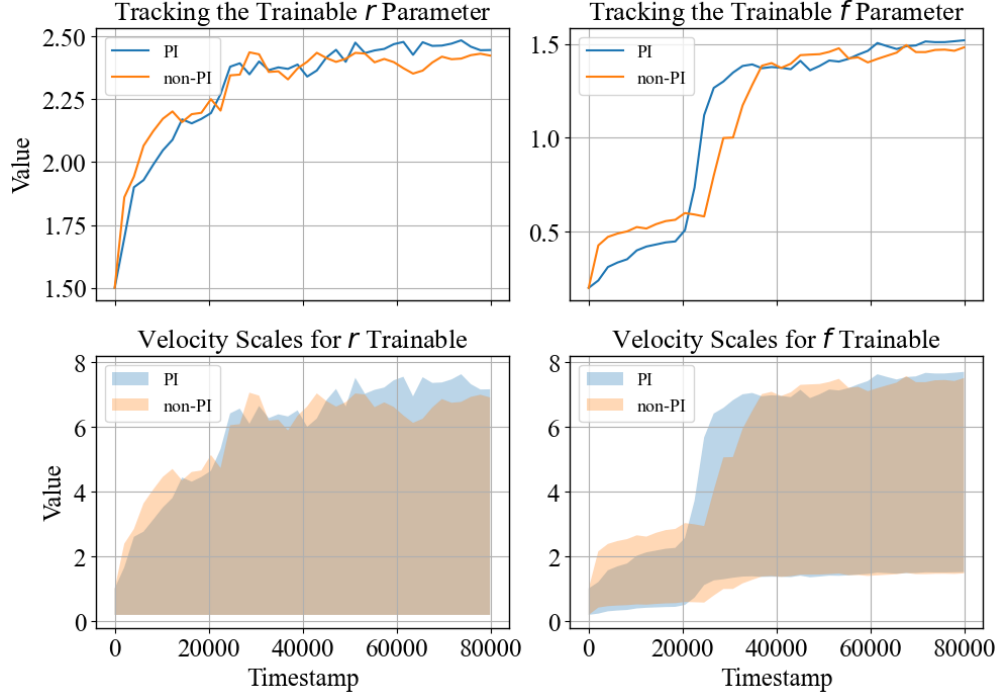 Tracking the Trainable r Parameter
Tracking the Trainable f Parameter
2.50
2.25
2.00
1.75
1.50
Value
PI
non-PI
1.5
1.0
0.5
PI
non-PI
Velocity Scales for r Trainable
Velocity Scales for f Trainable
8
6
4
2
0
Value
PI
non-PI
0 20000 40000 60000 80000
Timestamp
8
6
4
2
0
PI
non-PI
0 20000 40000 60000 80000
Timestamp